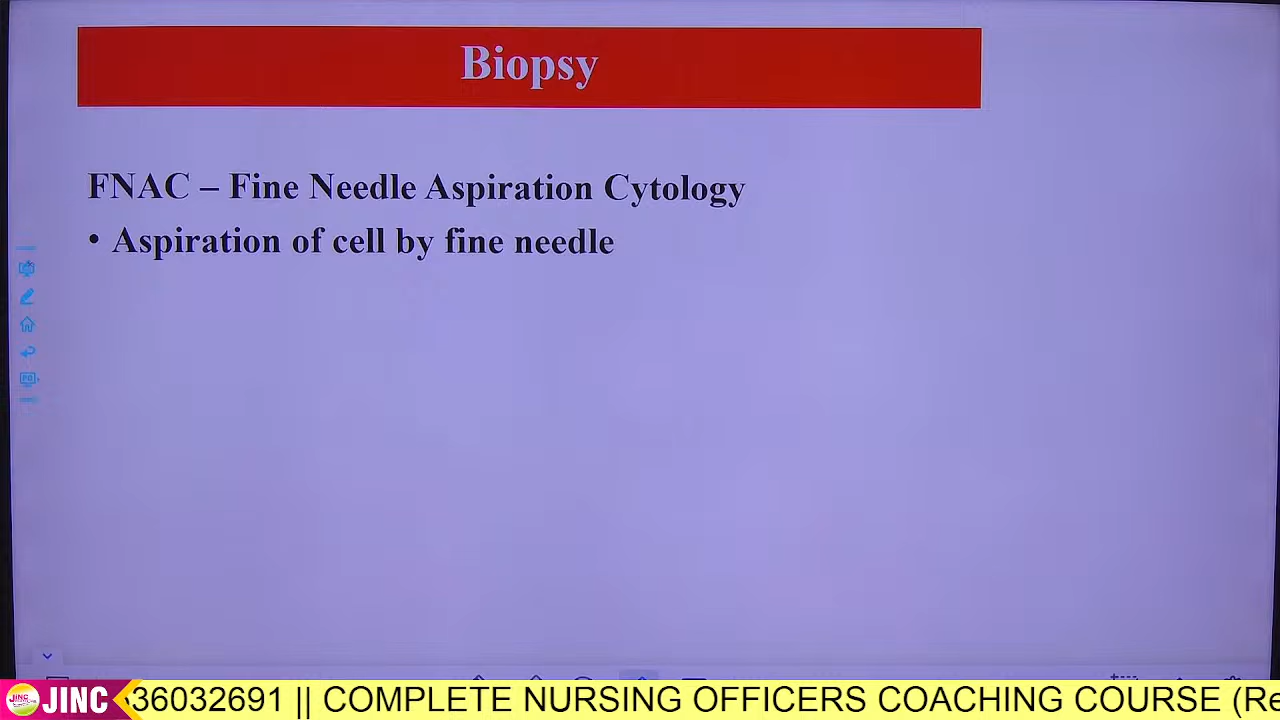 Biopsy
FNAC – Fine Needle Aspiration Cytology
• Aspiration of cell by fine needle
JINC 36032691 || COMPLETE NURSING OFFICERS COACHING COURSE (Re